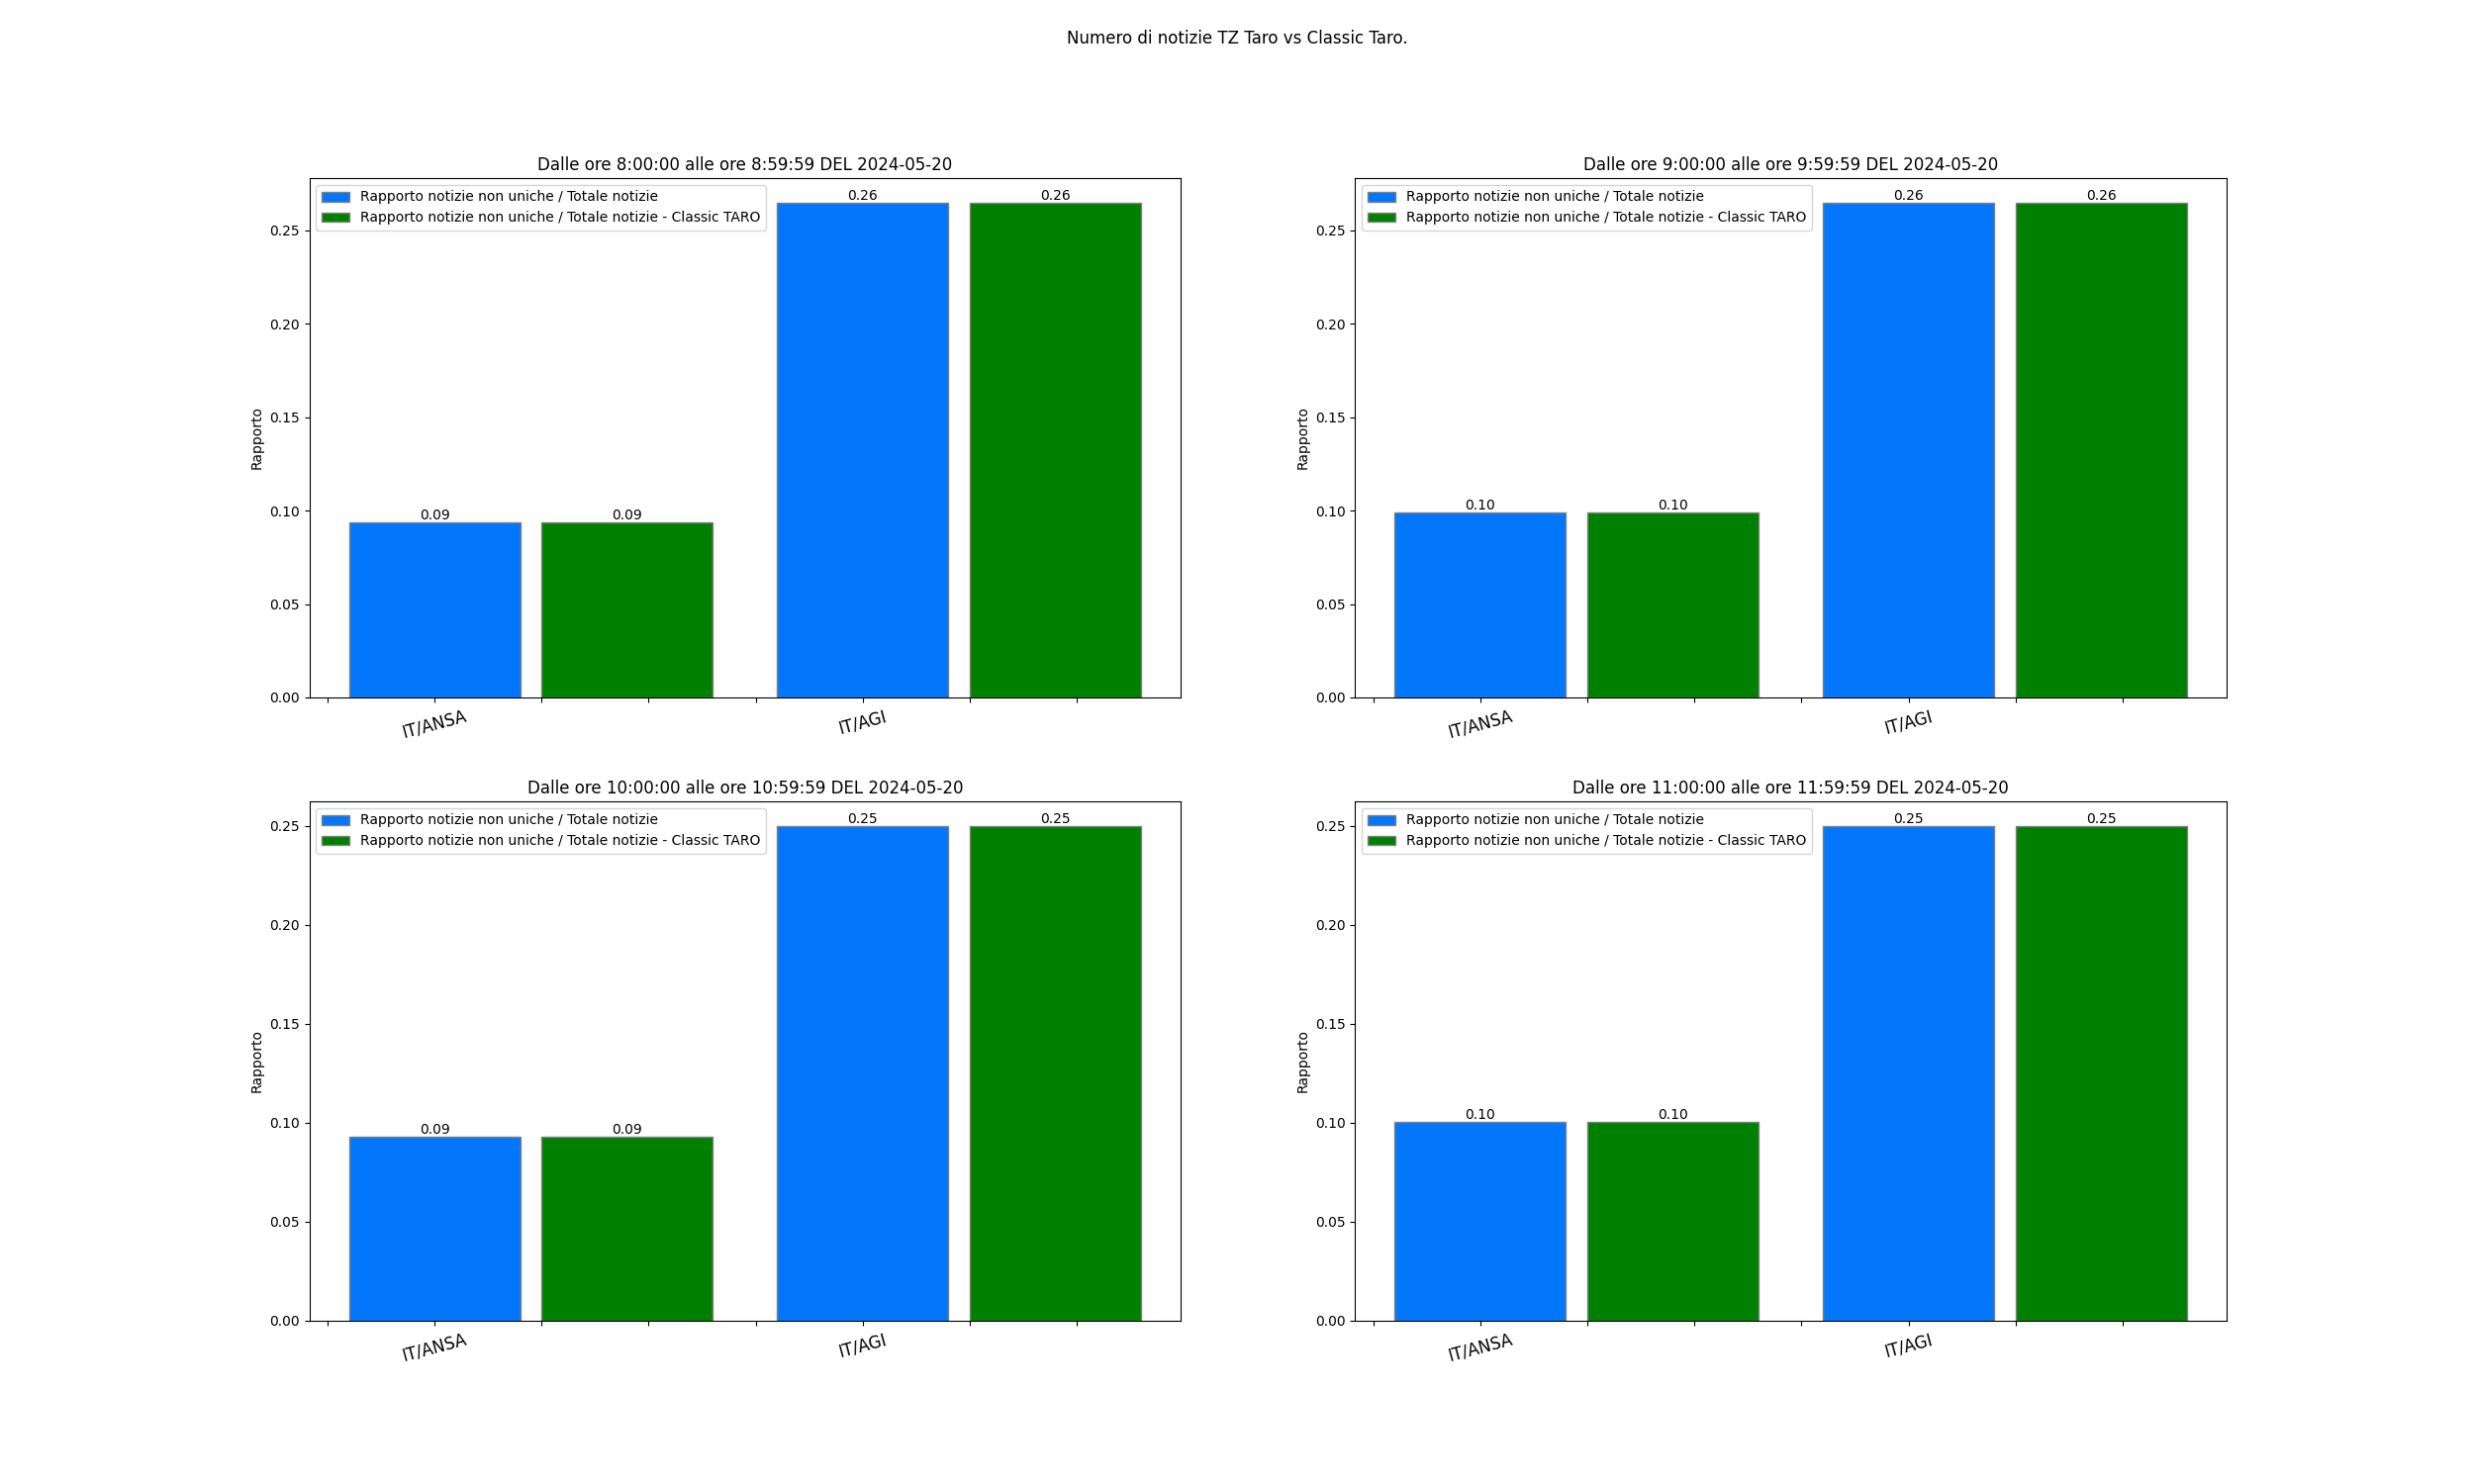 Numero di notizie TZ Taro vs Classic Taro.
Dalle ore 8:00:00 alle ore 8:59:59 DEL 2024-05-20
Rapporto notizie non uniche / Totale notizie
Rapporto notizie non uniche / Totale notizie - Classic TARO
0.26
0.26
0.09
0.09
0.25
0.20
0.15
0.10
0.05
0.00
Rapporto
IT/ANSA
IT/AGI
Dalle ore 9:00:00 alle ore 9:59:59 DEL 2024-05-20
Rapporto notizie non uniche / Totale notizie
Rapporto notizie non uniche / Totale notizie - Classic TARO
0.26
0.26
0.10
0.10
0.25
0.20
0.15
0.10
0.05
0.00
Rapporto
IT/ANSA
IT/AGI
Dalle ore 10:00:00 alle ore 10:59:59 DEL 2024-05-20
Rapporto notizie non uniche / Totale notizie
Rapporto notizie non uniche / Totale notizie - Classic TARO
0.25
0.25
0.09
0.09
0.25
0.20
0.15
0.10
0.05
0.00
Rapporto
IT/ANSA
IT/AGI
Dalle ore 11:00:00 alle ore 11:59:59 DEL 2024-05-20
Rapporto notizie non uniche / Totale notizie
Rapporto notizie non uniche / Totale notizie - Classic TARO
0.25
0.25
0.10
0.10
0.25
0.20
0.15
0.10
0.05
0.00
Rapporto
IT/ANSA
IT/AGI